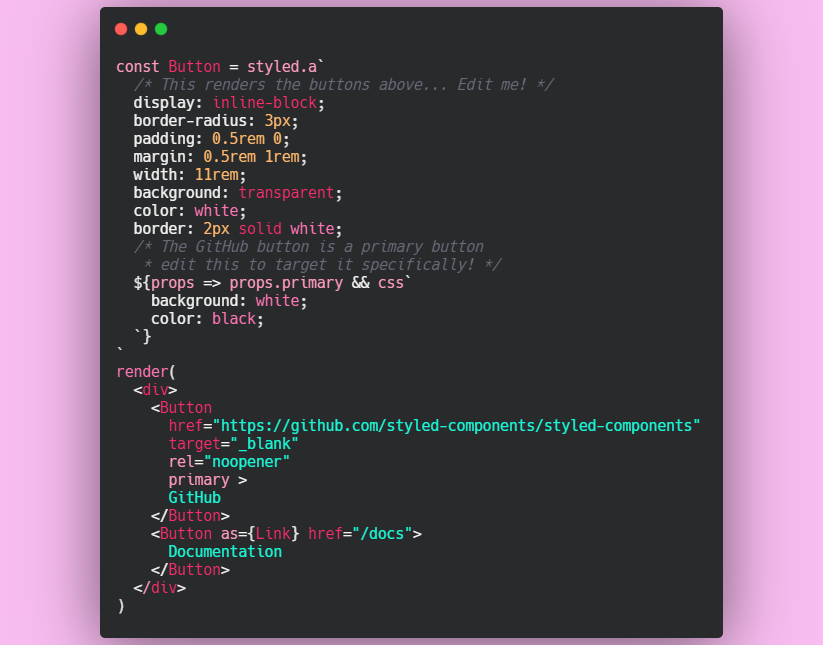 const Button = styled.a`
  /* This renders the buttons above... Edit me! */
  display: inline-block;
  border-radius: 3px;
  padding: 0.5rem 0;
  margin: 0.5rem 1rem;
  width: 11rem;
  background: transparent;
  color: white;
  border: 2px solid white;
  /* The GitHub button is a primary button
   * edit this to target it specifically! */
  ${props => props.primary && css`
    background: white;
    color: black;
  `}
`
render(
  <div>
    <Button
      href="https://github.com/styled-components/styled-components"
      target="_blank"
      rel="noopener"
      primary >
      GitHub
    </Button>
    <Button as={Link} href="/docs">
      Documentation
    </Button>
  </div>
)